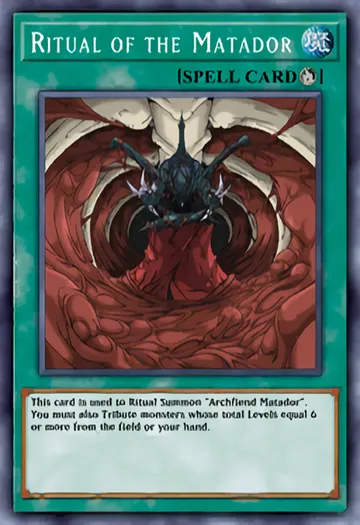 RITUAL OF THE MATADOR
[SPELL CARD]
This card is used to Ritual Summon "Archfiend Matador".
You must also Tribute monsters whose total Levels equal 6
or more from the field or your hand.